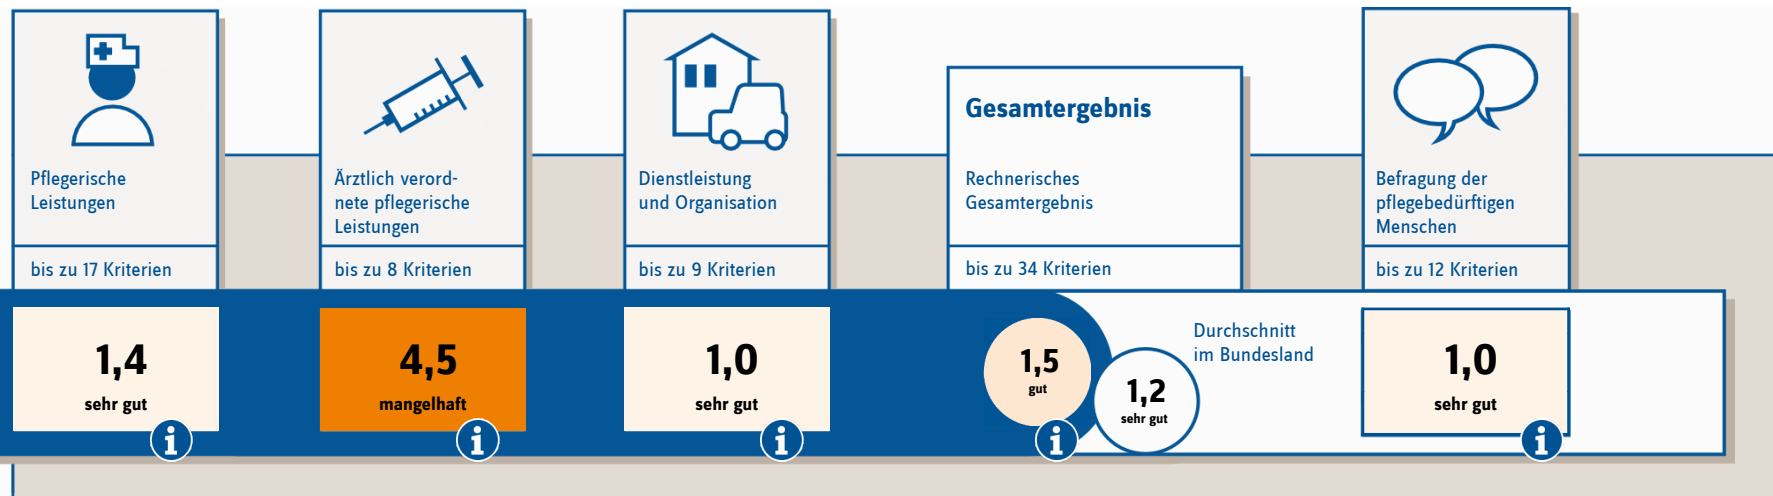 Pflegerische
Leistungen
bis zu 17 Kriterien
1,4
sehr gut
i
Ärztlich verord-
nete pflegerische
Leistungen
bis zu 8 Kriterien
4,5
mangelhaft
i
Dienstleistung
und Organisation
bis zu 9 Kriterien
1,0
sehr gut
i
Gesamtergebnis
Rechnerisches
Gesamtergebnis
bis zu 34 Kriterien
1,5
gut
i
1,2
sehr gut
Durchschnitt
im Bundesland
Befragung der
pflegebedürftigen
Menschen
bis zu 12 Kriterien
1,0
sehr gut
i